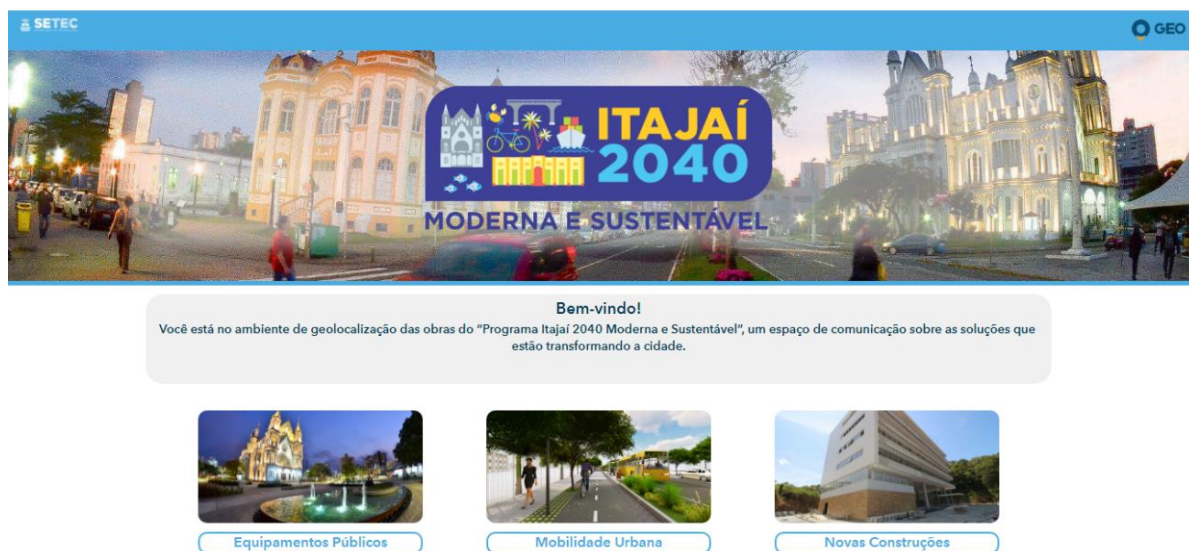 SETEC
GEO
ITAJAÍ
2040
MODERNA E SUSTENTÁVEL
Bem-vindo!
Você está no ambiente de geolocalização das obras do “Programa Itajaí 2040 Moderna e Sustentável”, um espaço de comunicação sobre as soluções que
estão transformando a cidade.
Equipamentos Públicos
Mobilidade Urbana
Novas Construções